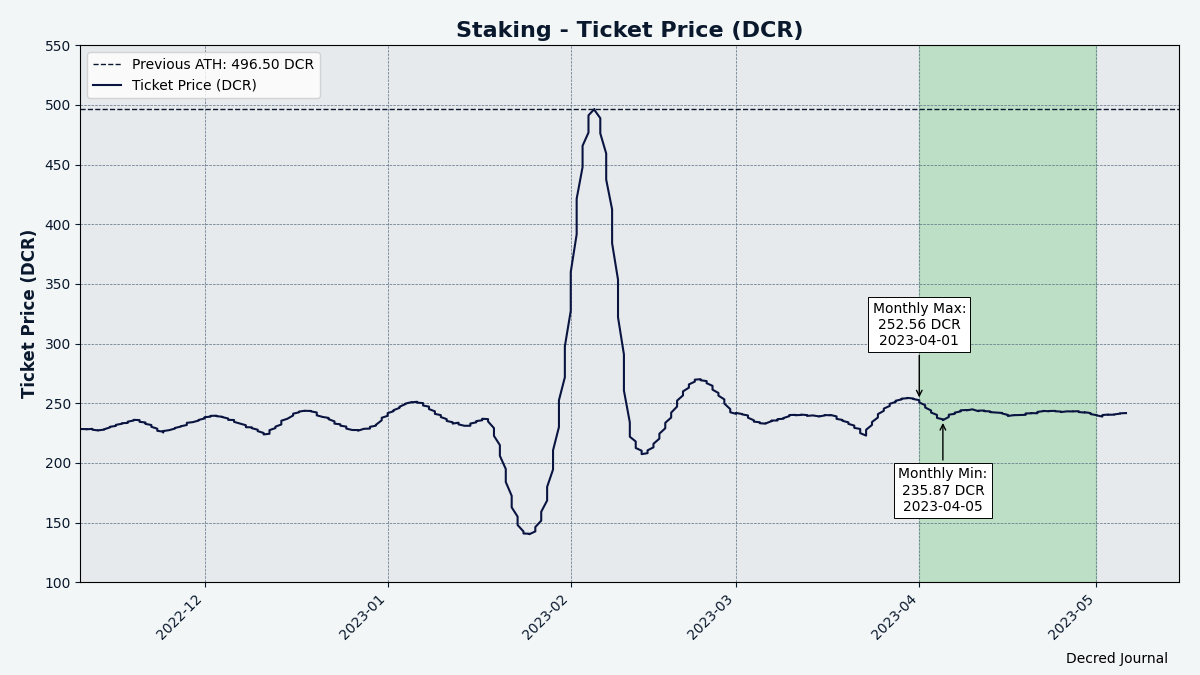 Staking - Ticket Price (DCR)
Previous ATH: 496.50 DCR
Ticket Price (DCR)
Ticket Price (DCR)
550
500
450
400
350
300
250
200
150
100
Monthly Max:
252.56 DCR
2023-04-01
Monthly Min:
235.87 DCR
2023-04-05
2022-12
2023-01
2023-02
2023-03
2023-04
2023-05
Decred Journal